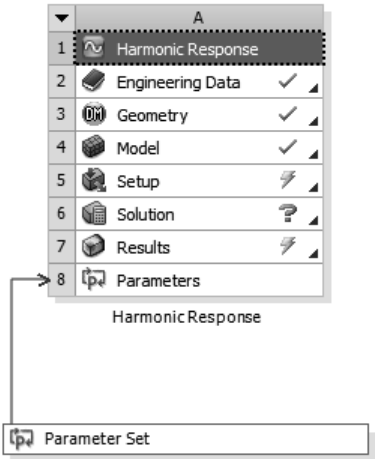 A
1 Harmonic Response
2 Engineering Data
3 DM Geometry
4 Model
5 Setup
6 Solution ?
7 Results
8 p Parameters
Harmonic Response
p Parameter Set